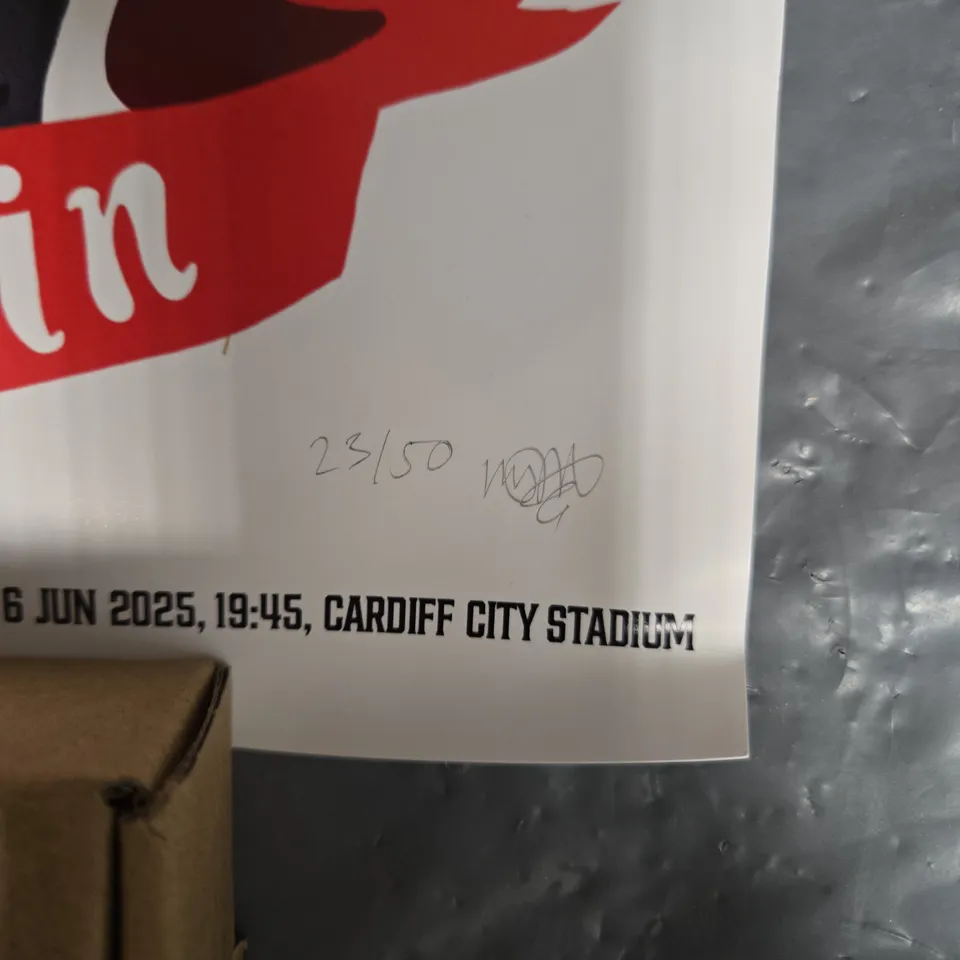 in
23/50
6 JUN 2025, 19:45, CARDIFF CITY STADIUM